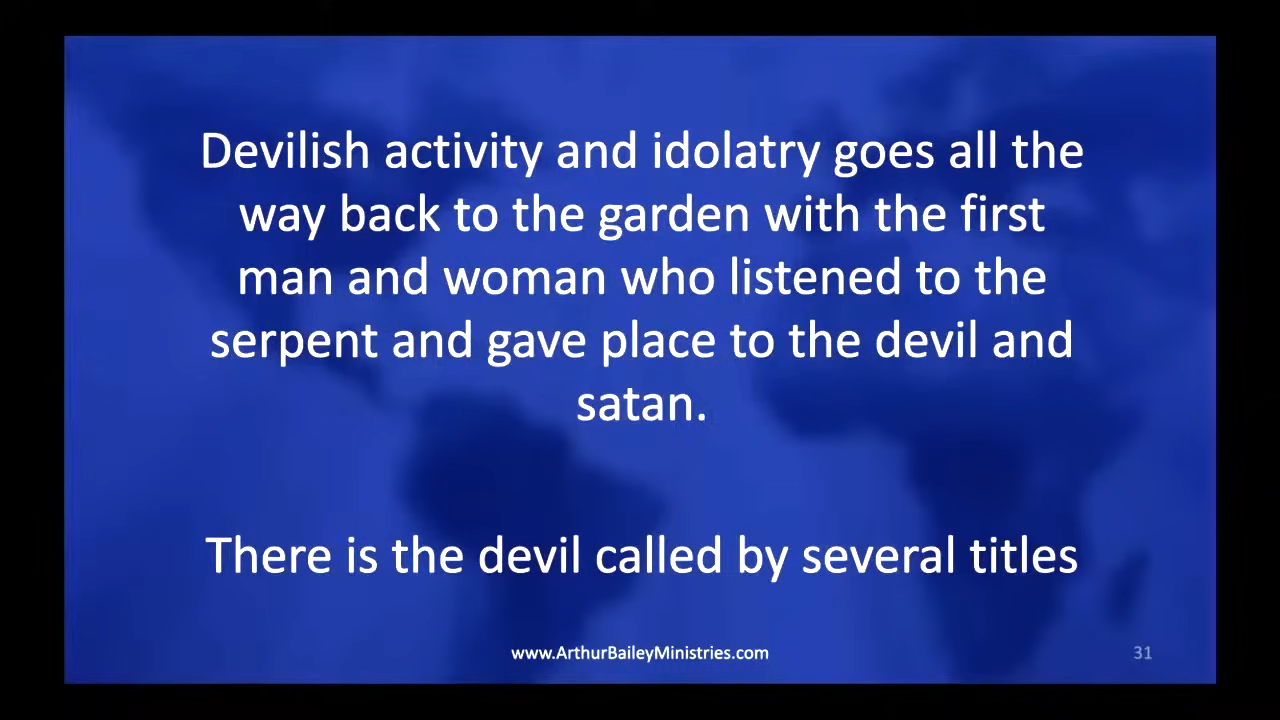 Devilish activity and idolatry goes all the
way back to the garden with the first
man and woman who listened to the
serpent and gave place to the devil and
satan.
There is the devil called by several titles
www.ArthurBaileyMinistries.com
31